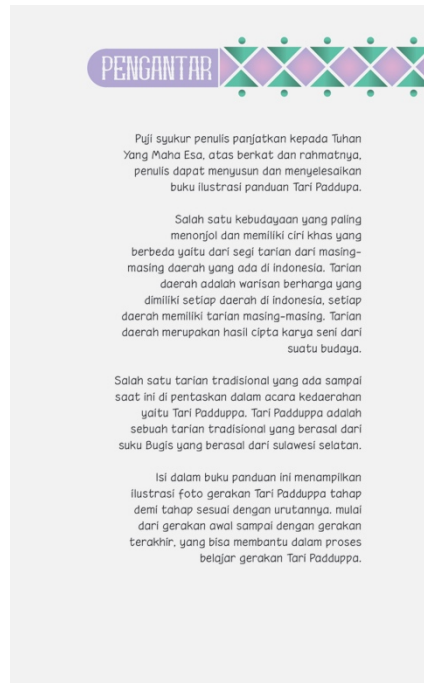 PENGANTAR
Puji syukur penulis panjatkan kepada Tuhan
Yang Maha Esa, atas berkat dan rahmatnya,
penulis dapat menyusun dan menyelesaikan
buku ilustrasi panduan Tari Paddupa.
Salah satu kebudayaan yang paling
menonjol dan memiliki ciri khas yang
berbeda yaitu dari segi tarian dari masing-
masing daerah yang ada di indonesia. Tarian
daerah adalah warisan berharga yang
dimiliki setiap daerah di indonesia, setiap
daerah memiliki tarian masing-masing. Tarian
daerah merupakan hasil cipta karya seni dari
suatu budaya.
Salah satu tarian tradisional yang ada sampai
saat ini di pentaskan dalam acara kedaerahan
yaitu Tari Padduppa. Tari Padduppa adalah
sebuah tarian tradisional yang berasal dari
suku Bugis yang berasal dari sulawesi selatan.
Isi dalam buku panduan ini menampilkan
ilustrasi foto gerakan Tari Padduppa tahap
demi tahap sesuai dengan urutannya. mulai
dari gerakan awal sampai dengan gerakan
terakhir, yang bisa membantu dalam proses
belajar gerakan Tari Padduppa.